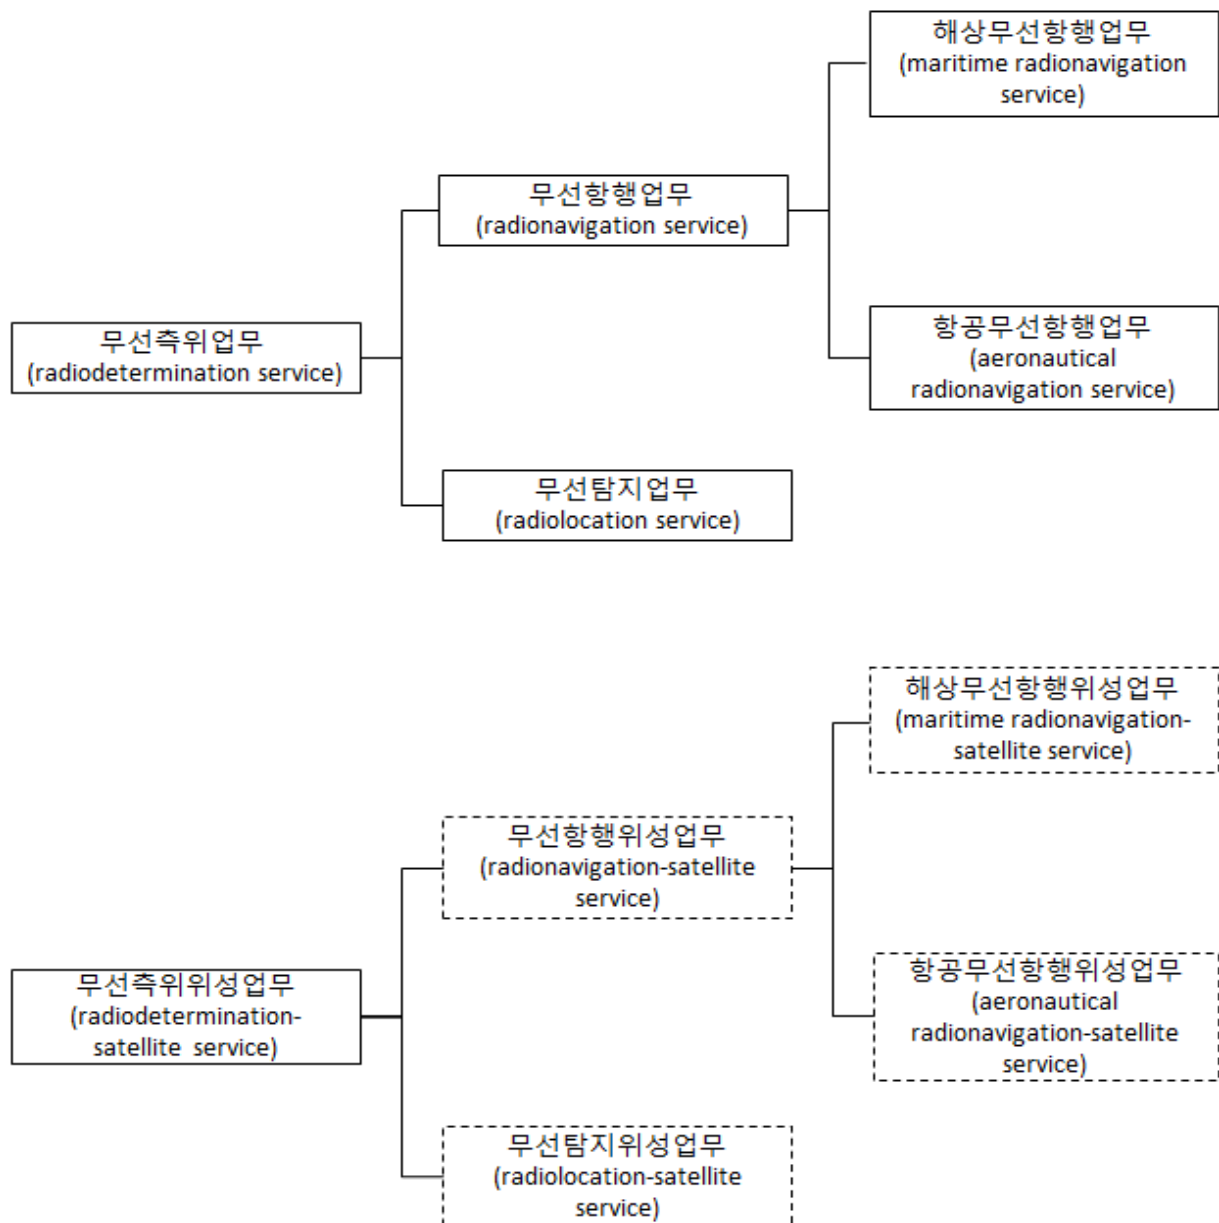 해상무선항행업무
(maritime radionavigation
service)
무선항행업무
(radionavigation service)
항공무선항행업무
(aeronautical
radionavigation service)
무선측위업무
(radiodetermination service)
무선탐지업무
(radiolocation service)
해상무선항행위성업무
(maritime radionavigation-
satellite service)
무선항행위성업무
(radionavigation-satellite
service)
항공무선항행위성업무
(aeronautical
radionavigation-satellite
service)
무선측위위성업무
(radiodetermination-
satellite service)
무선탐지위성업무
(radiolocation-satellite
service)